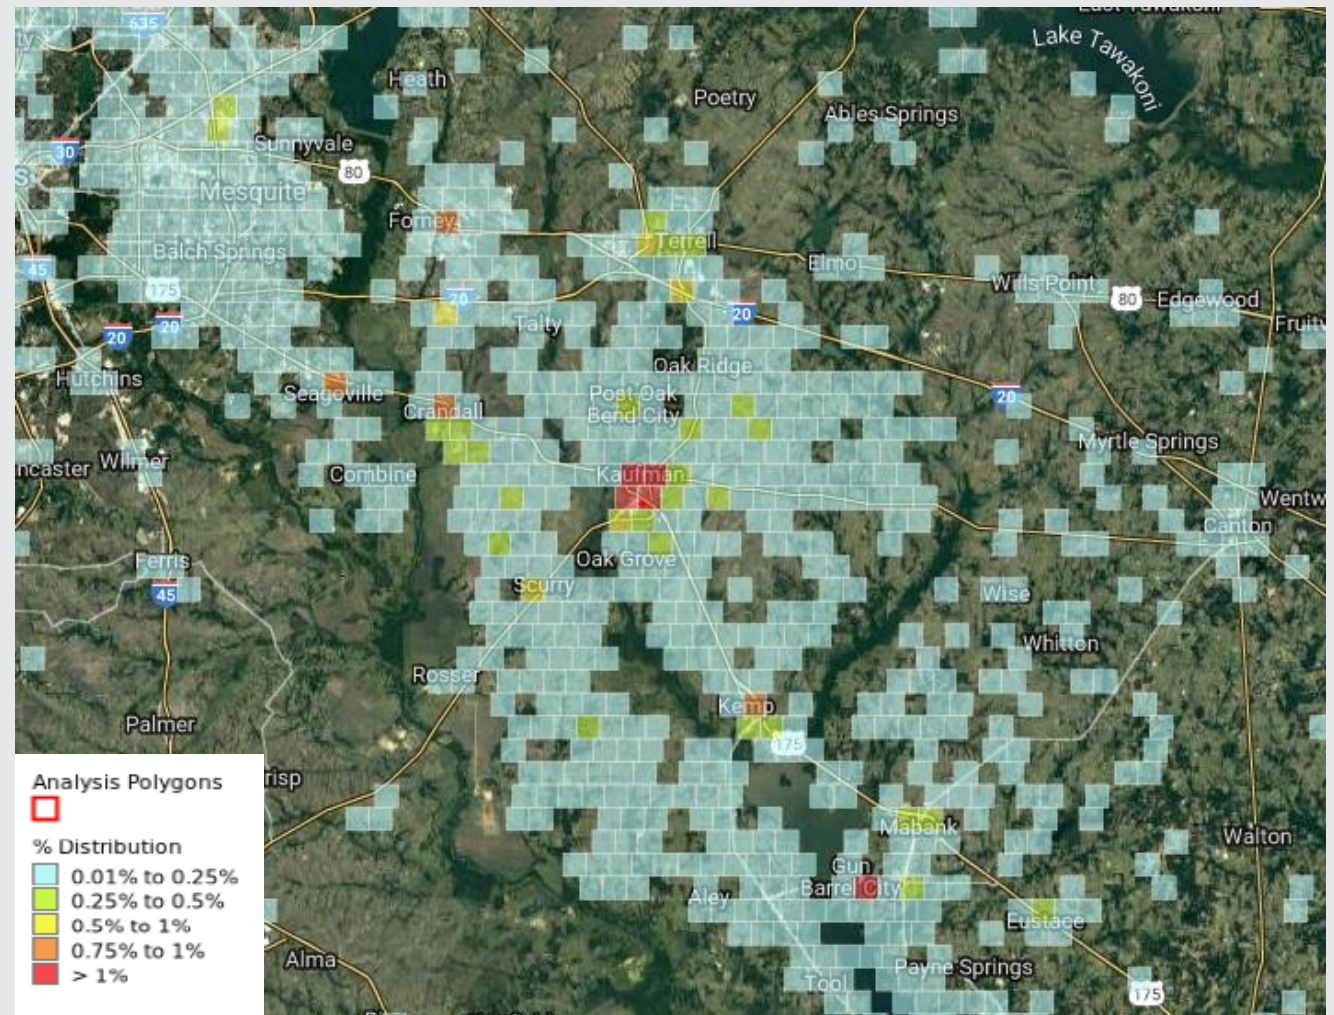 635
Lake Tawakoni
Heath
Poetry
Ables Springs
30
Sunnyvale
80
Mesquite
Forney
Terrell
Balch Springs
45
Elmo
175
20
Wills Point
80
Edgewood
20
20
Talty
20
Hutchins
Oak Ridge
Seagoville
Post Oak
Bend City
20
Crandall
Myrtle Springs
ncaster
Wilmer
Combine
Kaufman
Wentw
Canton
Ferris
Oak Grove
45
Scurry
Wise
Whitton
Rosser
Kemp
Palmer
175
risp
Mabank
Walton
Gun
Barrel City
Aley
Eustace
Alma
Payne Springs
Tool
175
Analysis Polygons
% Distribution
0.01% to 0.25%
0.25% to 0.5%
0.5% to 1%
0.75% to 1%
> 1%